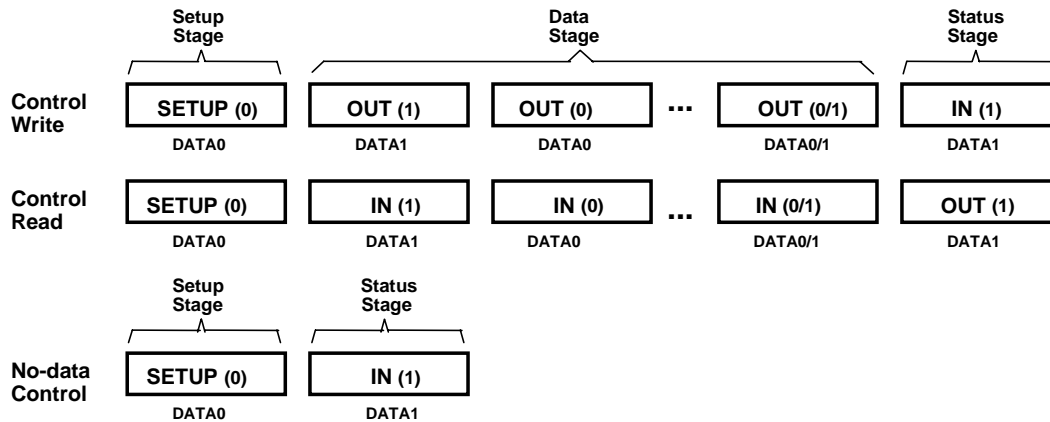 Setup
Stage
Data
Stage
Status
Stage
Control
Write
SETUP (0)
OUT (1)
OUT (0)
...
OUT (0/1)
IN (1)
DATA0
DATA1
DATA0
DATA0/1
DATA1
Control
Read
SETUP (0)
IN (1)
IN (0)
...
IN (0/1)
OUT (1)
DATA0
DATA1
DATA0
DATA0/1
DATA1
Setup
Stage
Status
Stage
No-data
Control
SETUP (0)
IN (1)
DATA0
DATA1